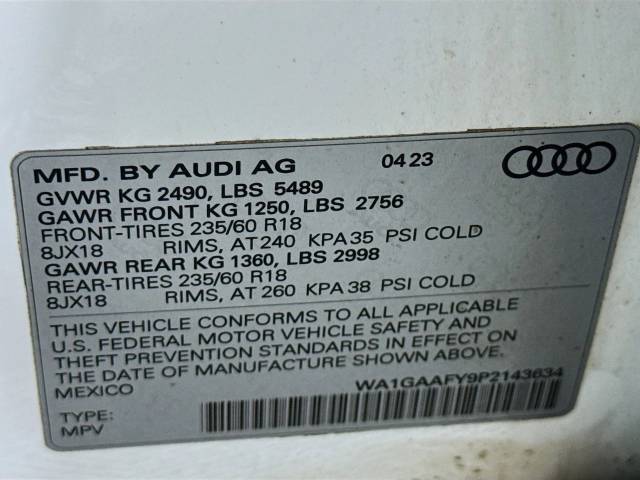 MFD. BY AUDI AG 04 23
GVWR KG 2490, LBS 5489
GAWR FRONT KG 1250, LBS 2756
FRONT-TIRES 235/60 R18
8JX18 RIMS, AT 240 KPA 35 PSI COLD
GAWR REAR KG 1360, LBS 2998
REAR-TIRES 235/60 R18
8JX18 RIMS, AT 260 KPA 38 PSI COLD
THIS VEHICLE CONFORMS TO ALL APPLICABLE
U.S. FEDERAL MOTOR VEHICLE SAFETY AND
THEFT PREVENTION STANDARDS IN EFFECT ON
THE DATE OF MANUFACTURE SHOWN ABOVE.
MEXICO WA1GAAFY9P2143634
TYPE:
MPV